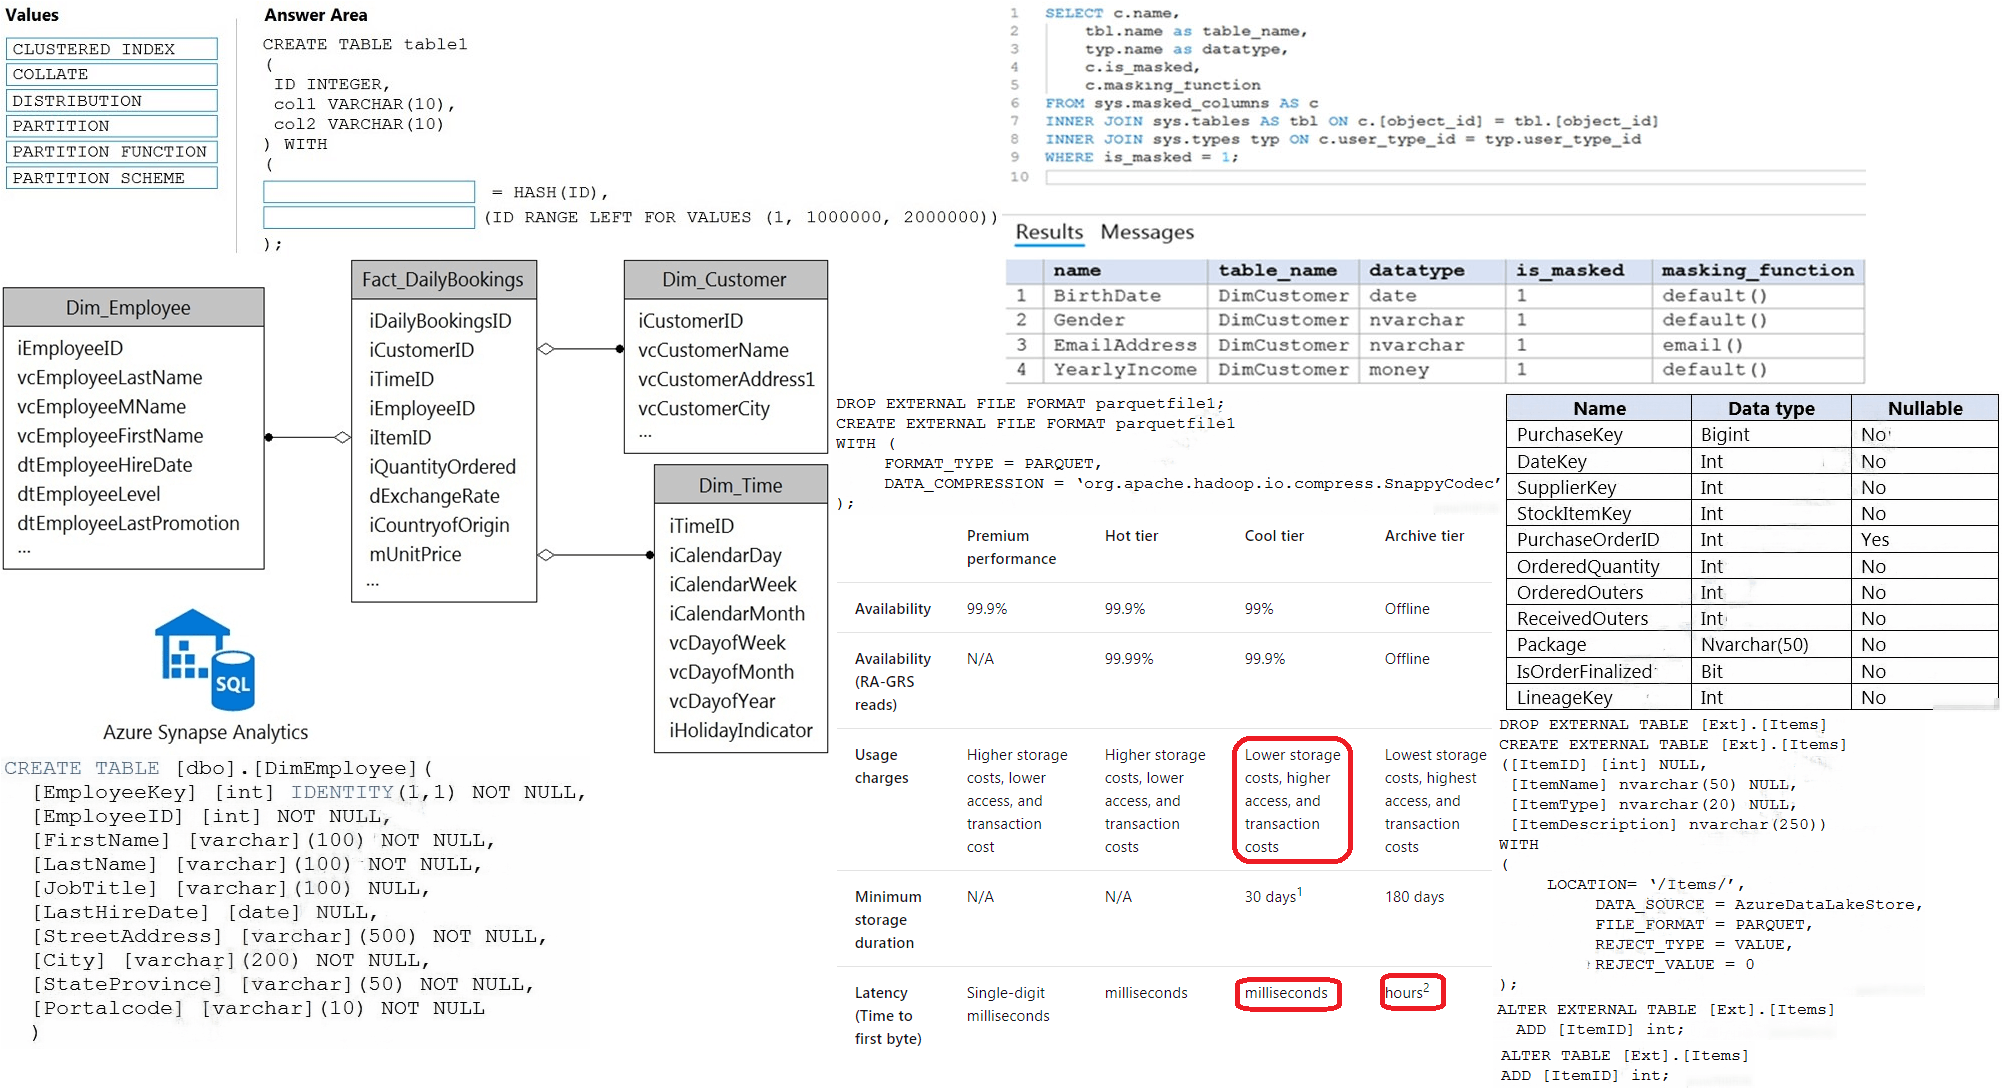 Values
CLUSTERED INDEX
COLLATE
DISTRIBUTION
PARTITION
PARTITION FUNCTION
PARTITION SCHEME
Answer Area
CREATE TABLE table1
(
ID INTEGER,
col1 VARCHAR(10),
col2 VARCHAR(10)
) WITH
(
= HASH(ID),
(ID RANGE LEFT FOR VALUES (1, 1000000, 2000000))
);
1 SELECT c.name,
2 tbl.name as table_name,
3 typ.name as datatype,
4 c.is_masked,
5 c.masking_function
6 FROM sys.masked_columns AS c
7 INNER JOIN sys.tables AS tbl ON c.[object_id] = tbl.[object_id]
8 INNER JOIN sys.types typ ON c.user_type_id = typ.user_type_id
9 WHERE is_masked = 1;
10
Results Messages
name table_name datatype is_masked masking_function
1 BirthDate DimCustomer date 1 default()
2 Gender DimCustomer nvarchar 1 default()
3 EmailAddress DimCustomer nvarchar 1 email()
4 YearlyIncome DimCustomer money 1 default()
Dim_Employee
iEmployeeID
vcEmployeeLastName
vcEmployeeMName
vcEmployeeFirstName
dtEmployeeHireDate
dtEmployeeLevel
dtEmployeeLastPromotion
...
Fact_DailyBookings
iDailyBookingsID
iCustomerID
iTimeID
iEmployeeID
iItemID
iQuantityOrdered
dExchangeRate
iCountryofOrigin
mUnitPrice
...
Dim_Customer
iCustomerID
vcCustomerName
vcCustomerAddress1
vcCustomerCity
...
Dim_Time
iTimeID
iCalendarDay
iCalendarWeek
iCalendarMonth
vcDayofWeek
vcDayofMonth
vcDayofYear
iHolidayIndicator
SQL
Azure Synapse Analytics
CREATE TABLE [dbo].[DimEmployee](
[EmployeeKey] [int] IDENTITY(1,1) NOT NULL,
[EmployeeID] [int] NOT NULL,
[FirstName] [varchar](100) NOT NULL,
[LastName] [varchar](100) NOT NULL,
[JobTitle] [varchar](100) NULL,
[LastHireDate] [date] NULL,
[StreetAddress] [varchar](500) NOT NULL,
[City] [varchar](200) NOT NULL,
[StateProvince] [varchar](50) NOT NULL,
[Portalcode] [varchar](10) NOT NULL
)
DROP EXTERNAL FILE FORMAT parquetfile1;
CREATE EXTERNAL FILE FORMAT parquetfile1
WITH (
FORMAT_TYPE = PARQUET,
DATA_COMPRESSION = ‘org.apache.hadoop.io.compress.SnappyCodec’
);
Premium performance Hot tier Cool tier Archive tier
Availability 99.9% 99.9% 99% Offline
Availability (RA-GRS reads) N/A 99.99% 99.9% Offline
Usage charges Higher storage costs, lower access, and transaction cost Higher storage costs, lower access, and transaction costs Lower storage costs, higher access, and transaction costs Lowest storage costs, highest access, and transaction costs
Minimum storage duration N/A N/A 30 days1 180 days
Latency (Time to first byte) Single-digit milliseconds milliseconds milliseconds hours2
Name Data type Nullable
PurchaseKey Bigint No
DateKey Int No
SupplierKey Int No
StockItemKey Int No
PurchaseOrderID Int Yes
OrderedQuantity Int No
OrderedOuters Int No
ReceivedOuters Int No
Package Nvarchar(50) No
IsOrderFinalized Bit No
LineageKey Int No
DROP EXTERNAL TABLE [Ext].[Items]
CREATE EXTERNAL TABLE [Ext].[Items]
([ItemID] [int] NULL,
[ItemName] nvarchar(50) NULL,
[ItemType] nvarchar(20) NULL,
[ItemDescription] nvarchar(250))
WITH
(
LOCATION= ‘/Items/’,
DATA_SOURCE = AzureDataLakeStore,
FILE_FORMAT = PARQUET,
REJECT_TYPE = VALUE,
REJECT_VALUE = 0
);
ALTER EXTERNAL TABLE [Ext].[Items]
ADD [ItemID] int;
ALTER TABLE [Ext].[Items]
ADD [ItemID] int;